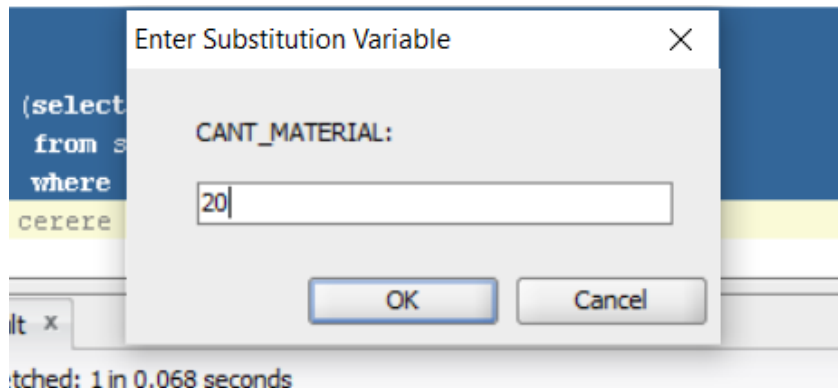 Enter Substitution Variable
(select
from s
where
cerere
CANT_MATERIAL:
20
OK
Cancel
lt x
tched: 1 in 0.068 seconds